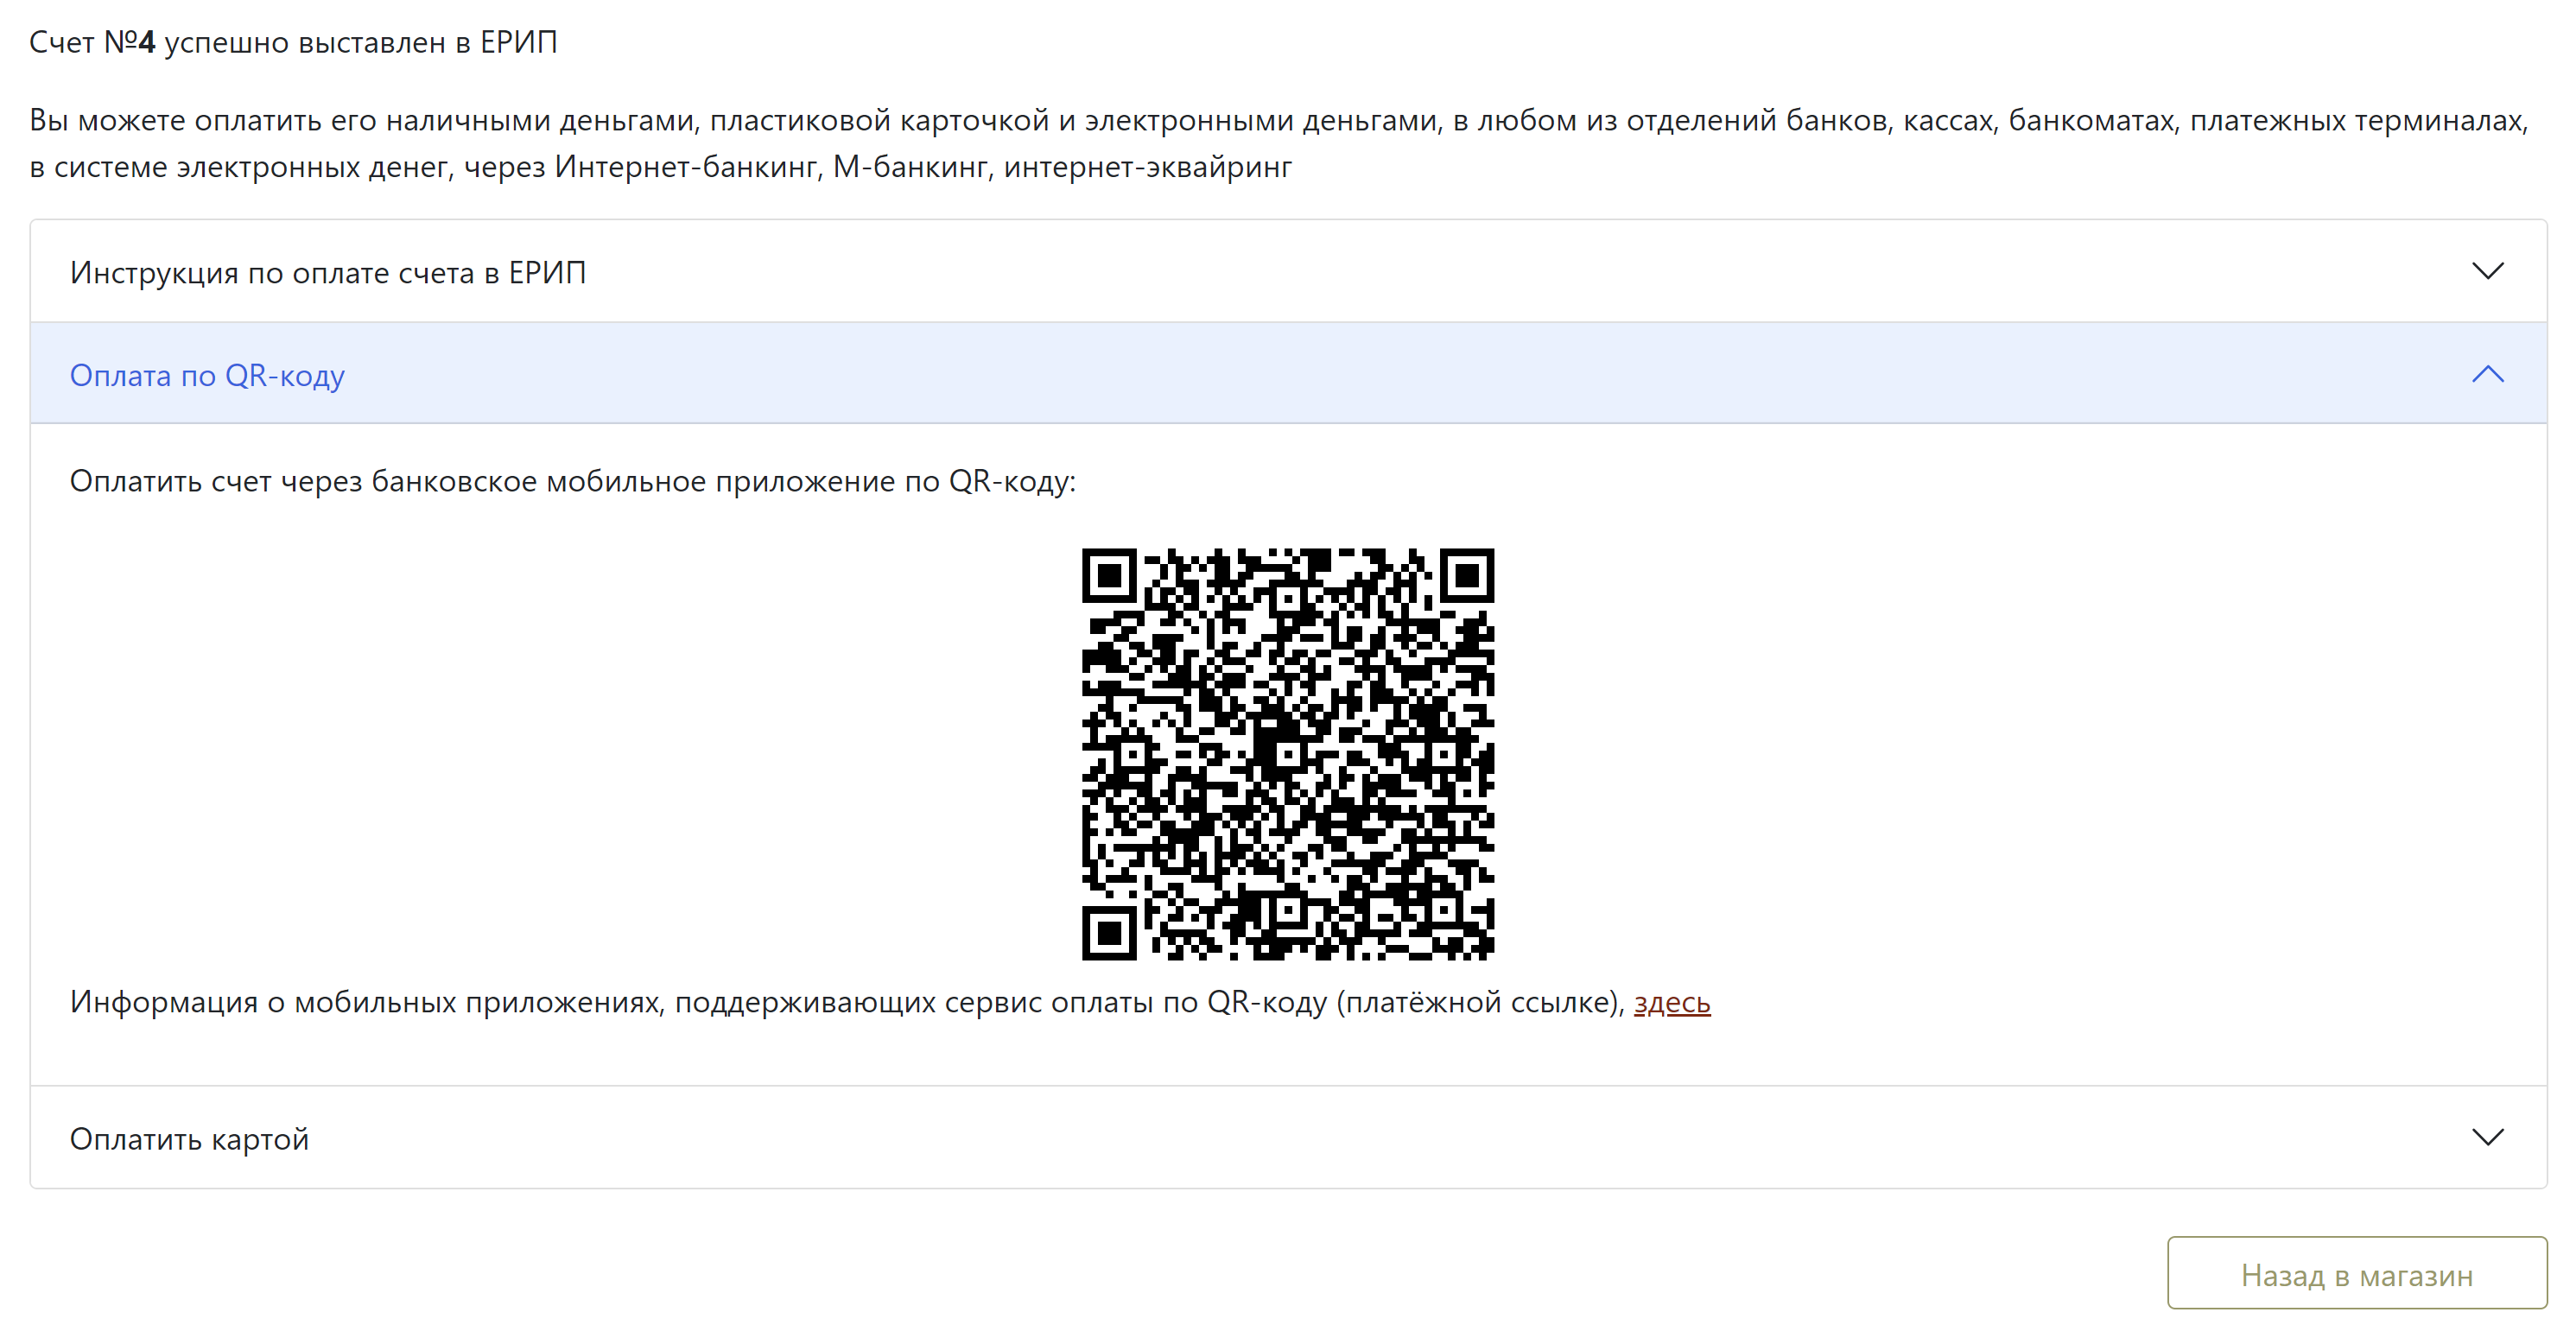 Счет №4 успешно выставлен в ЕРИП
Вы можете оплатить его наличными деньгами, пластиковой карточкой и электронными деньгами, в любом из отделений банков, кассах, банкоматах, платежных терминалах,
в системе электронных денег, через Интернет-банкинг, М-банкинг, интернет-эквайринг
Инструкция по оплате счета в ЕРИП
Оплата по QR-коду
Оплатить счет через банковское мобильное приложение по QR-коду:
Информация о мобильных приложениях, поддерживающих сервис оплаты по QR-коду (платёжной ссылке), здесь
Оплатить картой
Назад в магазин